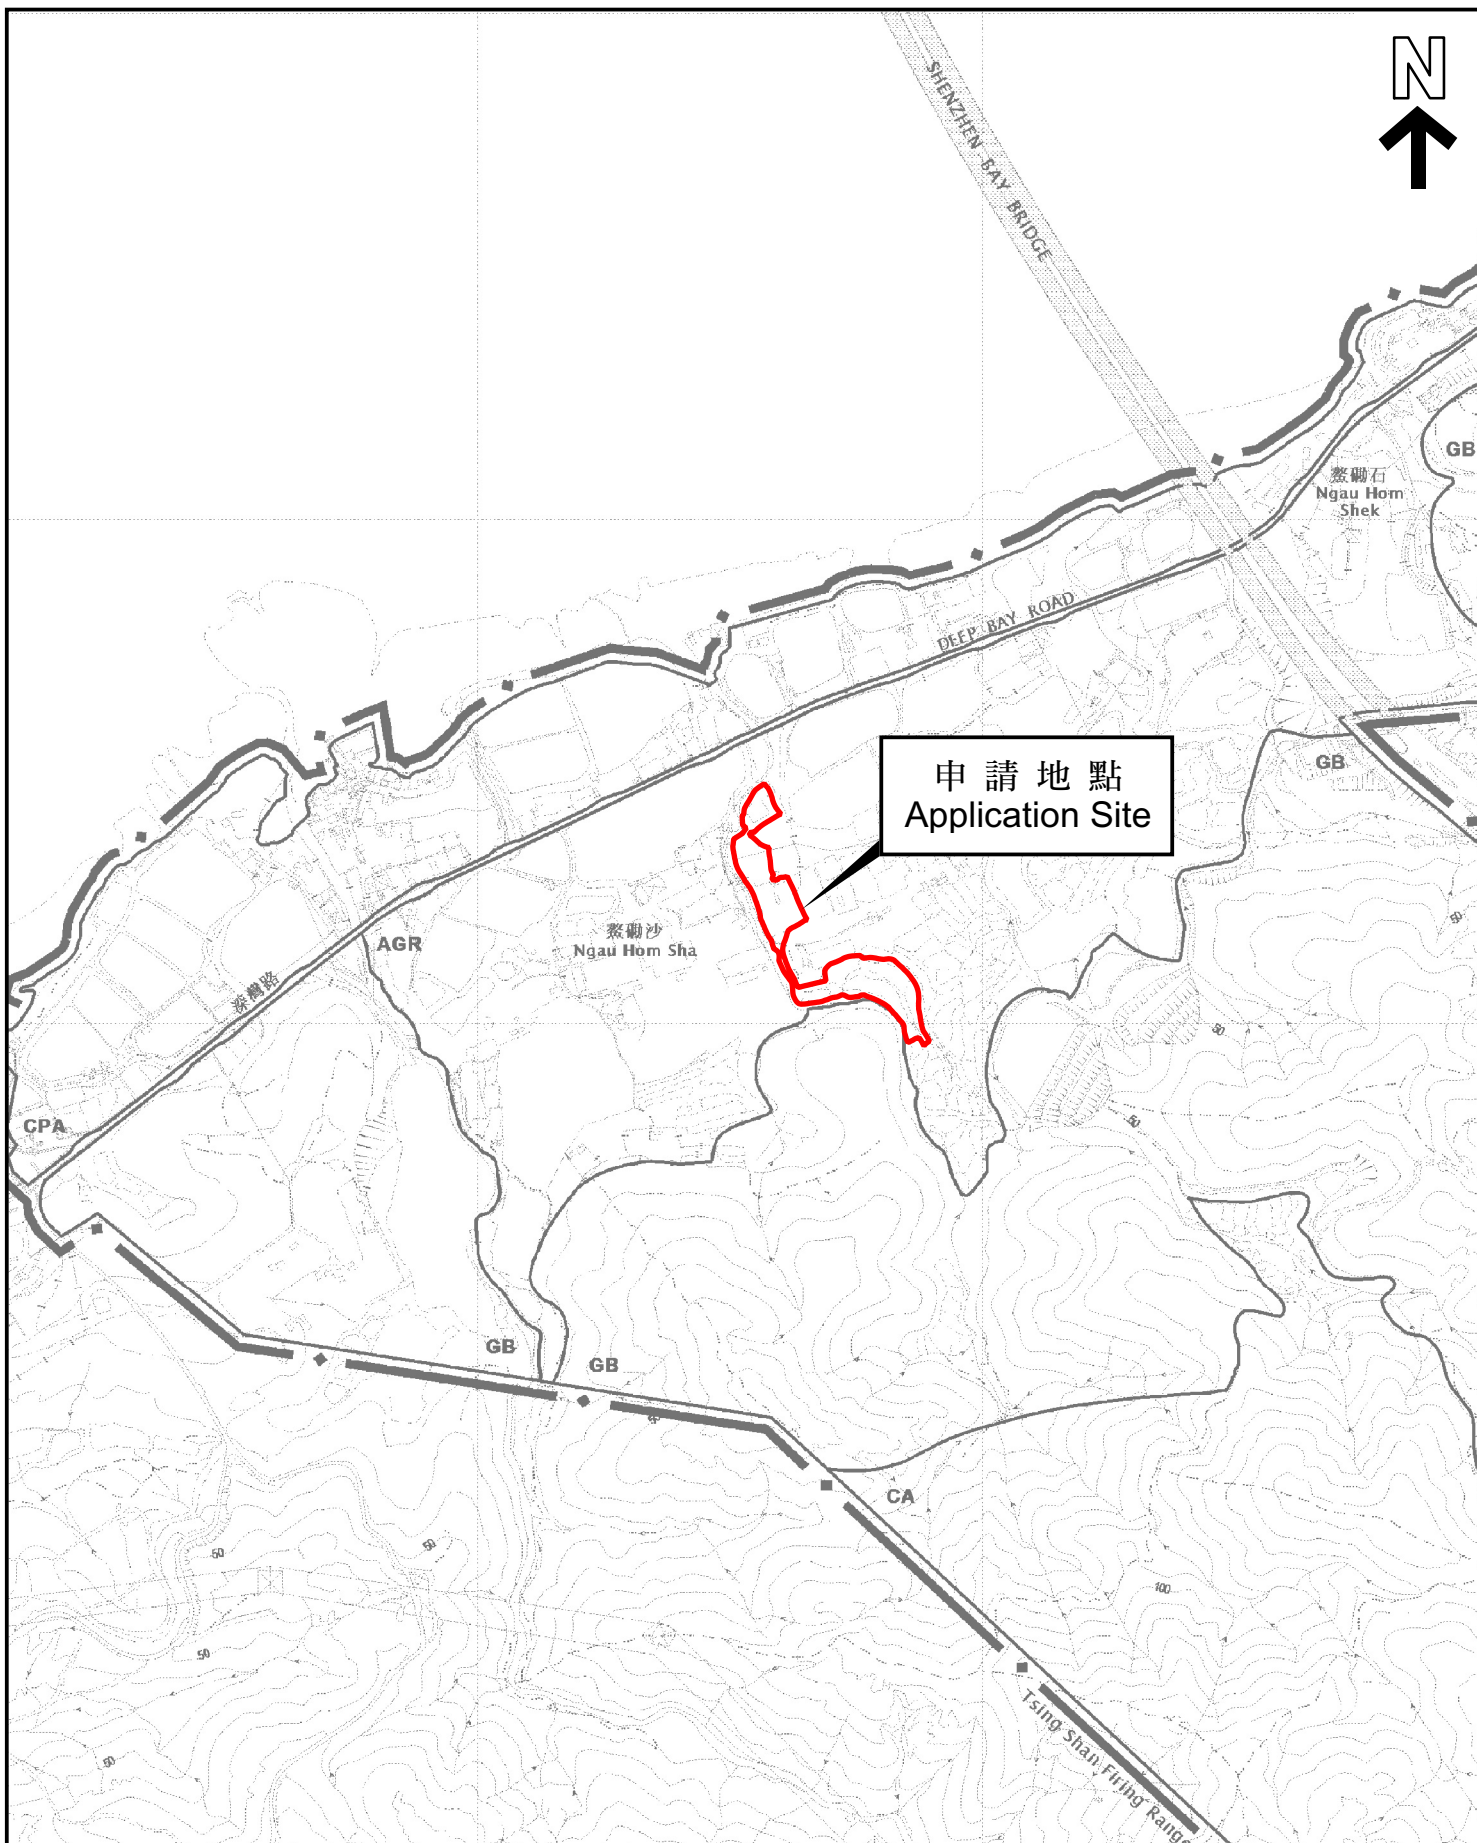 N
SHENZHEN BAY BRIDGE
GB
鰲磡石
Ngau Hom
Shek
DEEP BAY ROAD
申請地點
Application Site
GB
50
鰲磡沙
Ngau Hom Sha
AGR
深灣路
50
CPA
50
GB
GB
CA
50
50
100
50
Tsing Shan Firing Range
50